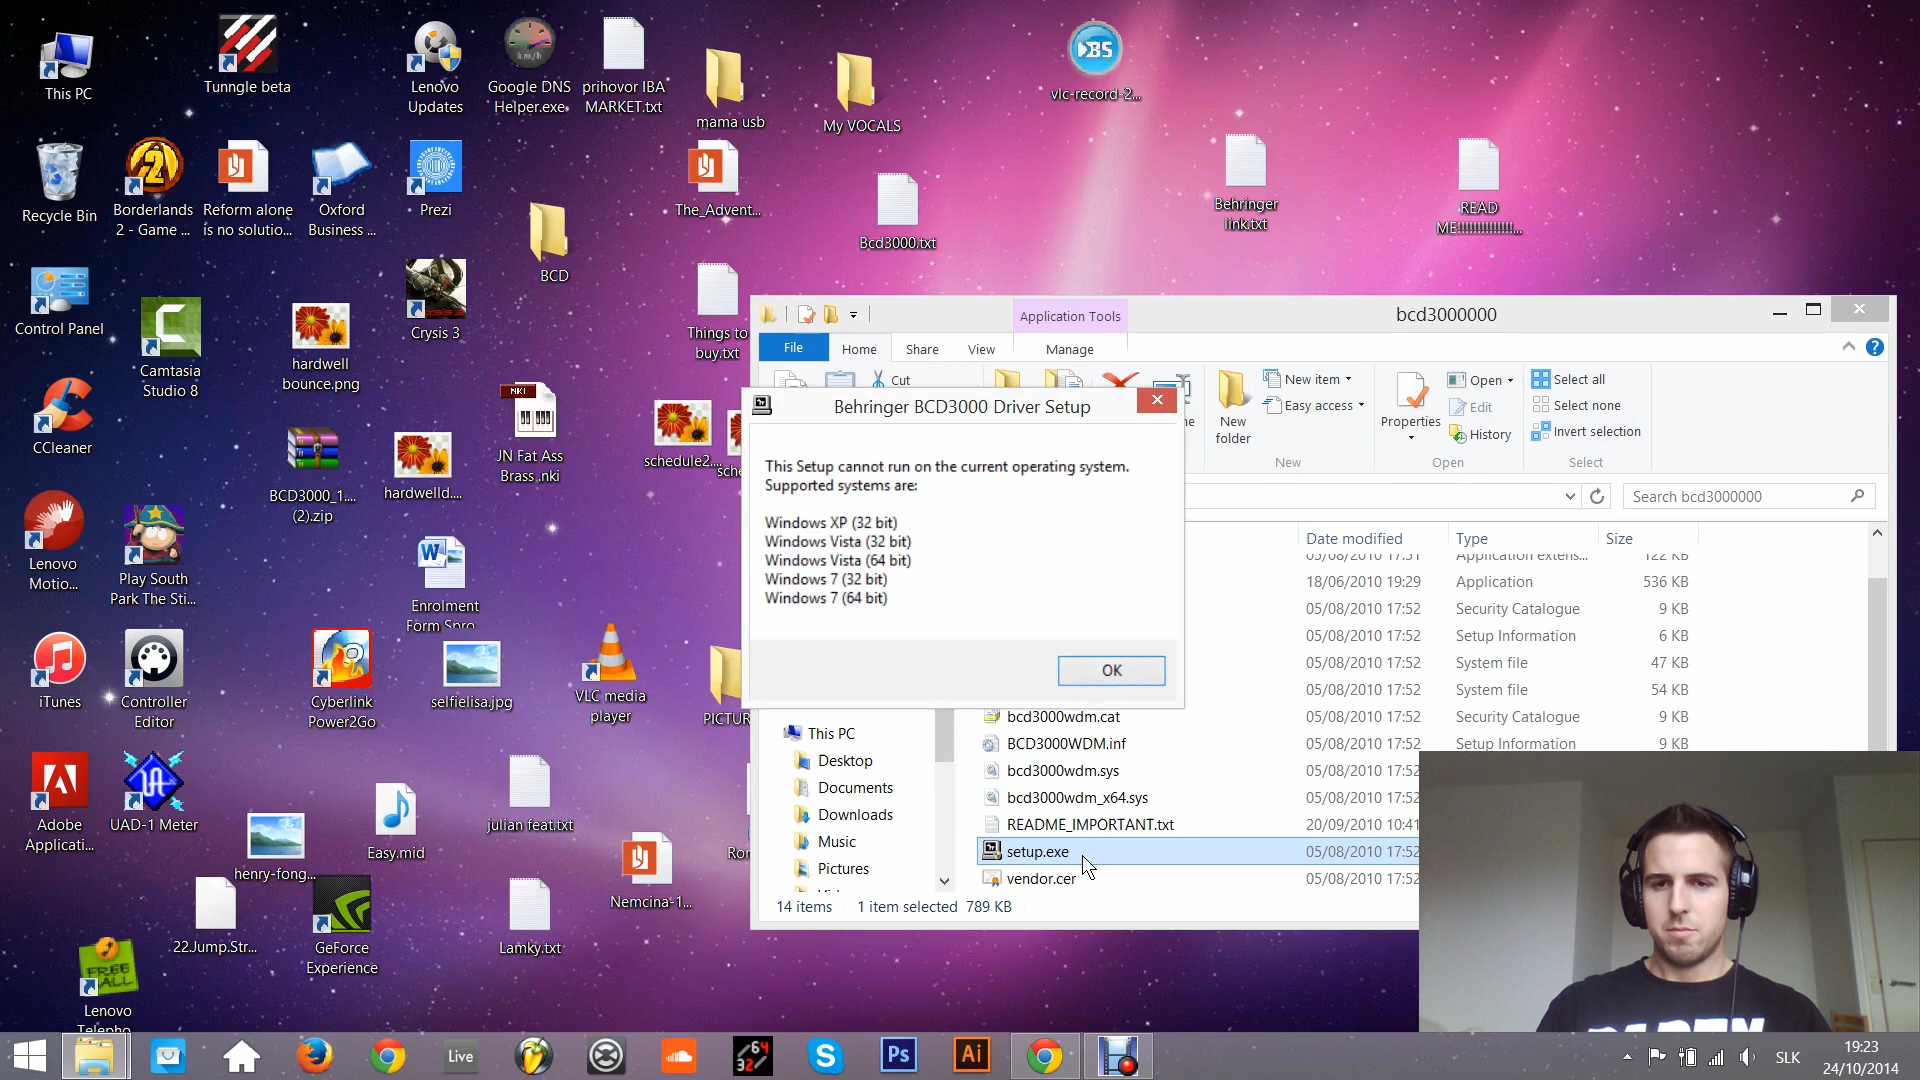 This PC
Tunngle beta
Lenovo
Updates
Google DNS
Helper.exe
prihovor IBA
MARKET.txt
mama usb
My VOCALS
vlc-record-2...
Recycle Bin
Borderlands
2 - Game ...
Reform alone
is no solutio...
Oxford
Business ...
Prezi
The_Advent...
Bcd3000.txt
Behringer
link.txt
READ
ME!!!!!!!!!!!!!!...
BCD
Control Panel
Camtasia
Studio 8
hardwell
bounce.png
Crysis 3
Things to
buy.txt
CCleaner
BCD3000_1....
(2).zip
hardwelld....
NKI
JN Fat Ass
Brass .nki
schedule2...
Lenovo
Motio...
Play South
Park The Sti...
Enrolment
Form Spro
iTunes
Controller
Editor
Cyberlink
Power2Go
selfielisa.jpg
VLC media
player
PICTUR
Adobe
Applicati...
UAD-1 Meter
henry-fong...
Easy.mid
julian feat.txt
Nemcina-1...
22.Jump.Str...
GeForce
Experience
Lamky.txt
FREE
ALL
Lenovo
Telepho
Application Tools
bcd3000000
File
Home
Share
View
Manage
Cut
New
folder
New item
Easy access
New
Properties
Open
Edit
History
Open
Select all
Select none
Invert selection
Select
Search bcd3000000
Behringer BCD3000 Driver Setup
This Setup cannot run on the current operating system.
Supported systems are:
Windows XP (32 bit)
Windows Vista (32 bit)
Windows Vista (64 bit)
Windows 7 (32 bit)
Windows 7 (64 bit)
OK
Date modified Type Size
05/08/2010 17:51 Application extens... 122 KB
18/06/2010 19:29 Application 536 KB
05/08/2010 17:52 Security Catalogue 9 KB
05/08/2010 17:52 Setup Information 6 KB
05/08/2010 17:52 System file 47 KB
05/08/2010 17:52 System file 54 KB
bcd3000wdm.cat 05/08/2010 17:52 Security Catalogue 9 KB
BCD3000WDM.inf 05/08/2010 17:52 Setup Information 9 KB
bcd3000wdm.sys 05/08/2010 17:52
bcd3000wdm_x64.sys 05/08/2010 17:52
README_IMPORTANT.txt 20/09/2010 10:41
setup.exe 05/08/2010 17:52
vendor.cer 05/08/2010 17:52
This PC
Desktop
Documents
Downloads
Music
Pictures
14 items 1 item selected 789 KB
Live
64
32
Ps
Ai
SLK
19:23
24/10/2014